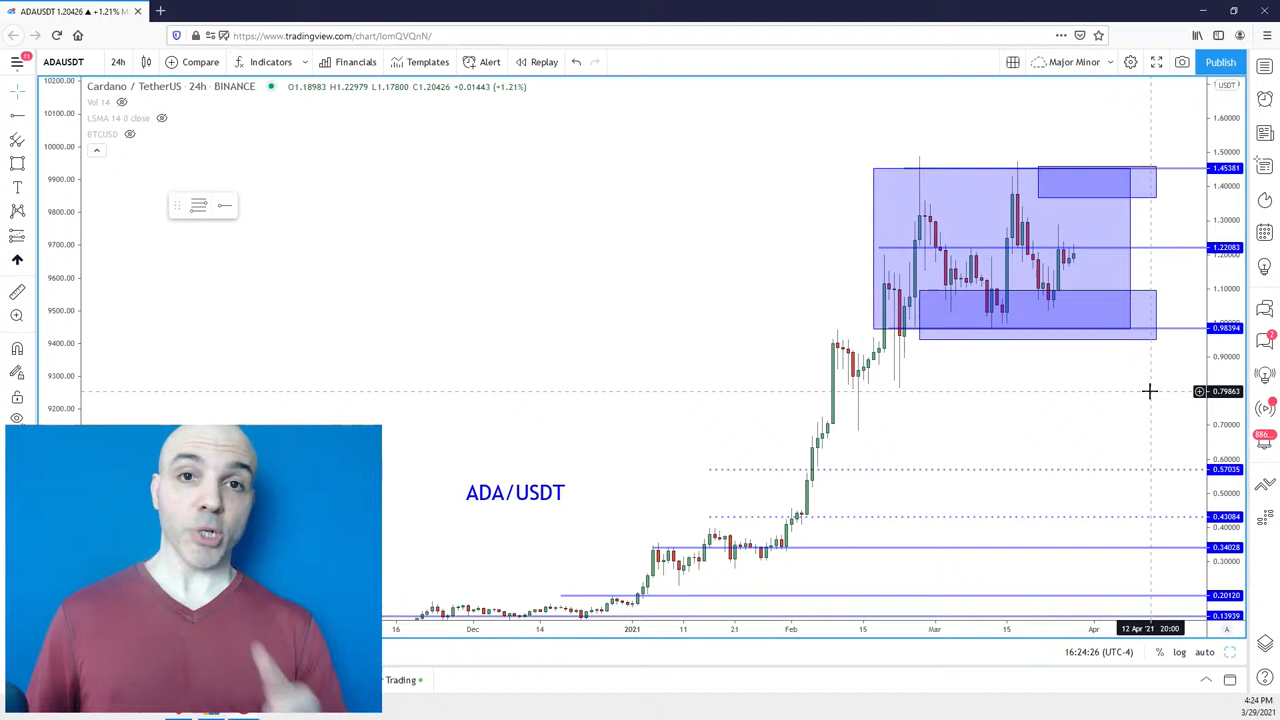 ADAUSDT 1.20426 ▲ +1.21% M
https://www.tradingview.com/chart/IomQVQnN/
11
ADAUSDT 24h Compare Indicators Financials Templates Alert Replay Major Minor Publish
10200.00 Cardano / TetherUS · 24h · BINANCE O1.18983 H1.22979 L1.17800 C1.20426 +0.01443 (+1.21%) USDT
Vol 14
10100.00 LSMA 14 0 close 1.60000
BTCUSD
10000.00 1.50000
9900.00 1.45381
1.40000
9800.00
1.30000
9700.00 1.22083
1.20000
9600.00
1.10000
9500.00
0.98394
9400.00 2
0.90000
9300.00 0.79863
9200.00
0.70000
886...
0.60000
0.57035
ADA/USDT 0.50000
0.43084
0.40000
0.34028
0.30000
0.20120
0.13939
16 Dec 14 2021 11 21 Feb Mar 15 Apr 12 Apr '21 20:00 A
16:24:26 (UTC-4) % log auto
Trading
4:24 PM
3/29/2021